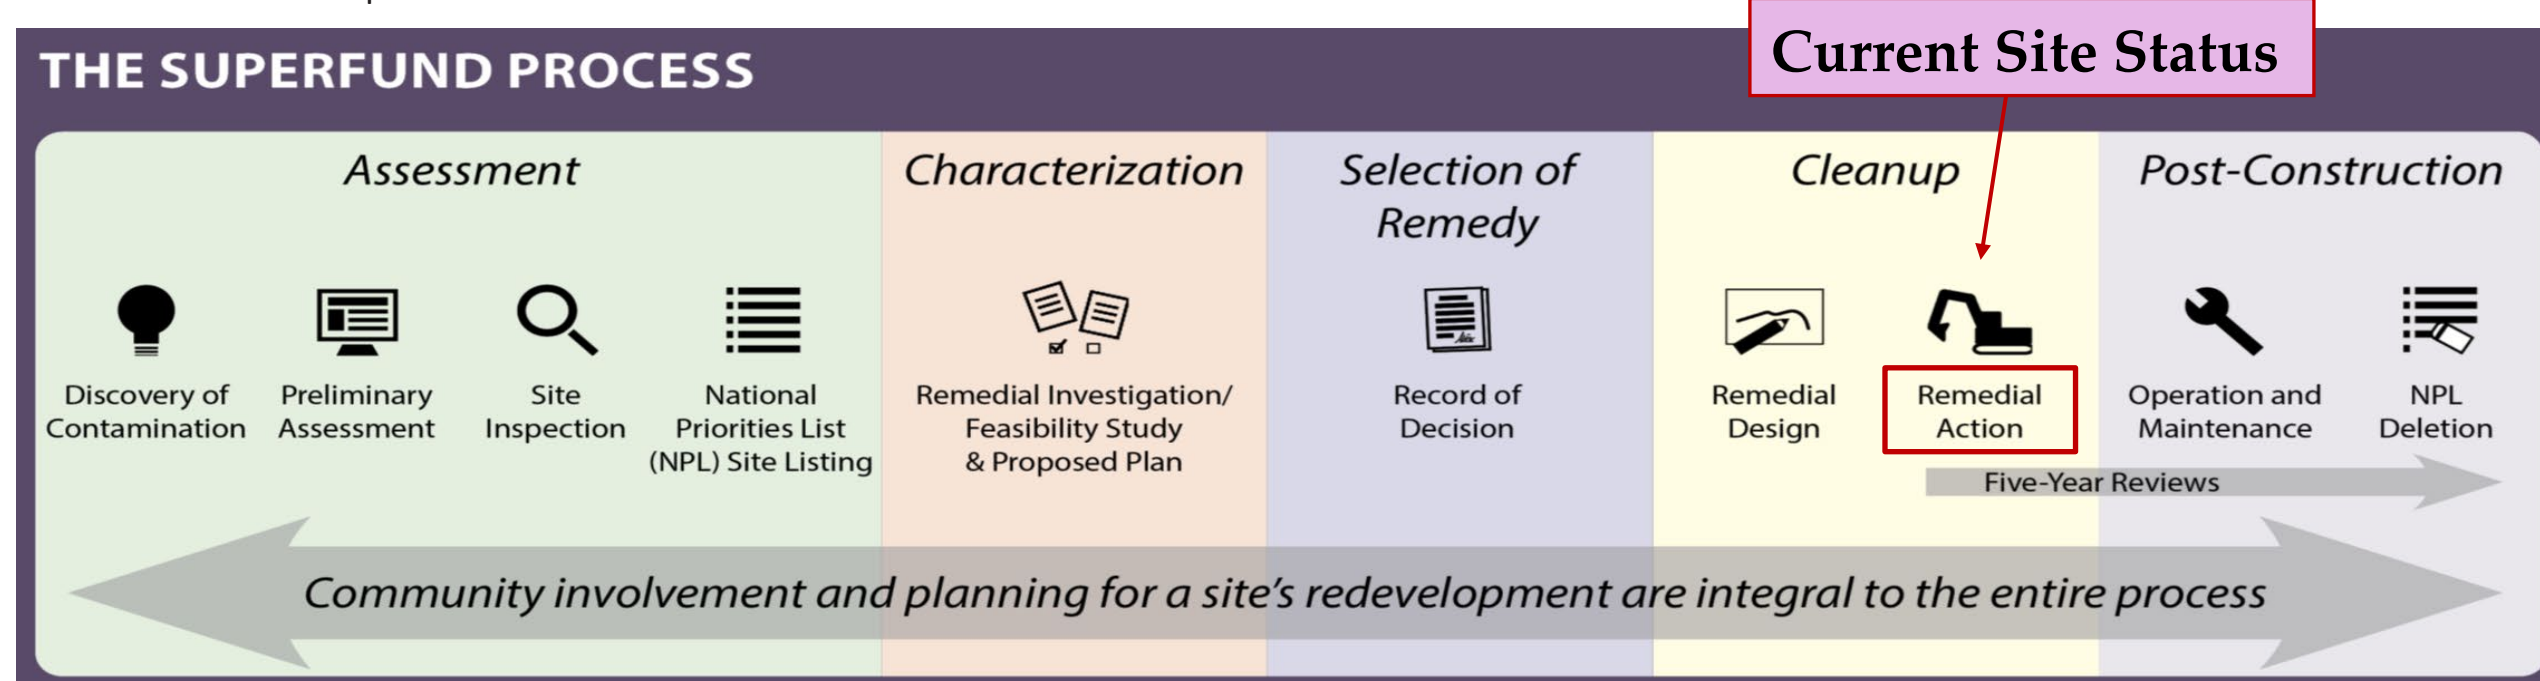 Current Site Status
THE SUPERFUND PROCESS
Assessment
Discovery of
Contamination
Preliminary
Assessment
Site
Inspection
National
Priorities List
(NPL) Site Listing
Characterization
Remedial Investigation/
Feasibility Study
& Proposed Plan
Selection of
Remedy
Record of
Decision
Cleanup
Remedial
Design
Remedial
Action
Post-Construction
Operation and
Maintenance
NPL
Deletion
Five-Year Reviews
Community involvement and planning for a site's redevelopment are integral to the entire process